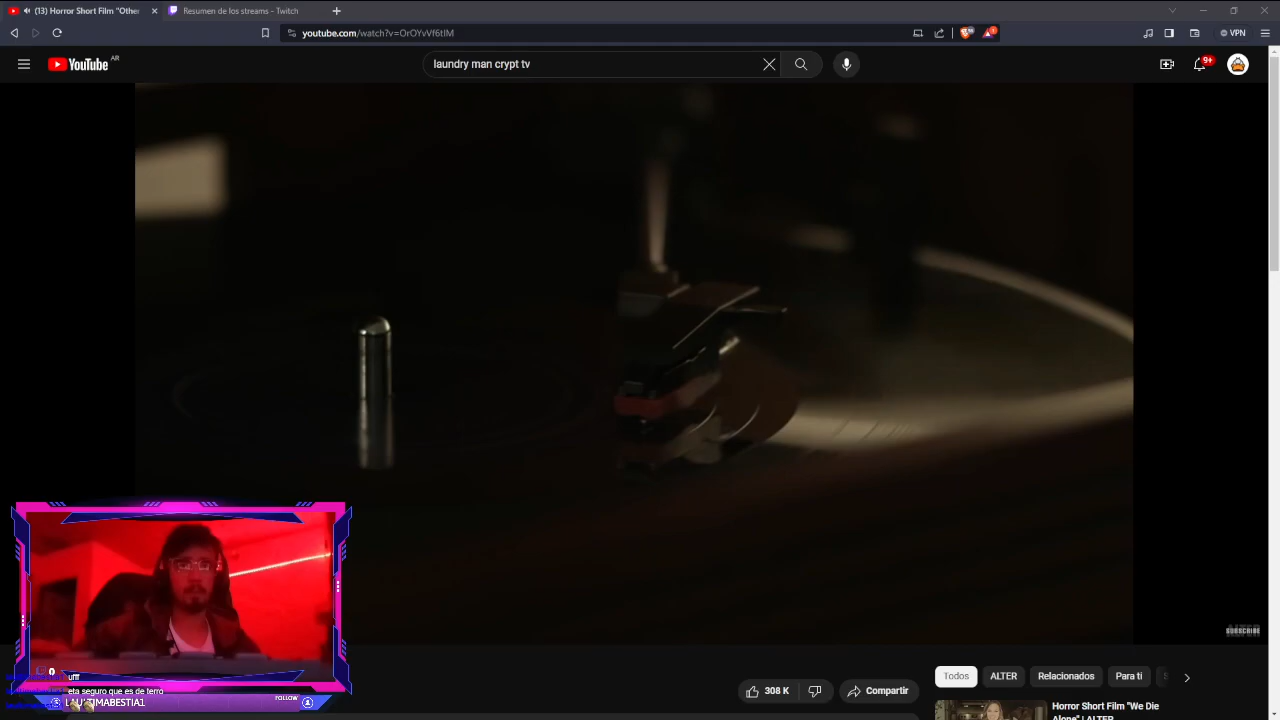 (13) Horror Short Film "Other
Resumen de los streams - Twitch
youtube.com/watch?v=OrOYvVf6tIM
VPN
YouTube AR
laundry man crypt tv
9+
SUBSCRIBE
ufff
eta seguro que es de terro
FOLLOW
LAULTIMABESTIA1
308 K
Compartir
Todos
ALTER
Relacionados
Para ti
Horror Short Film "We Die
Alone" | ALTER